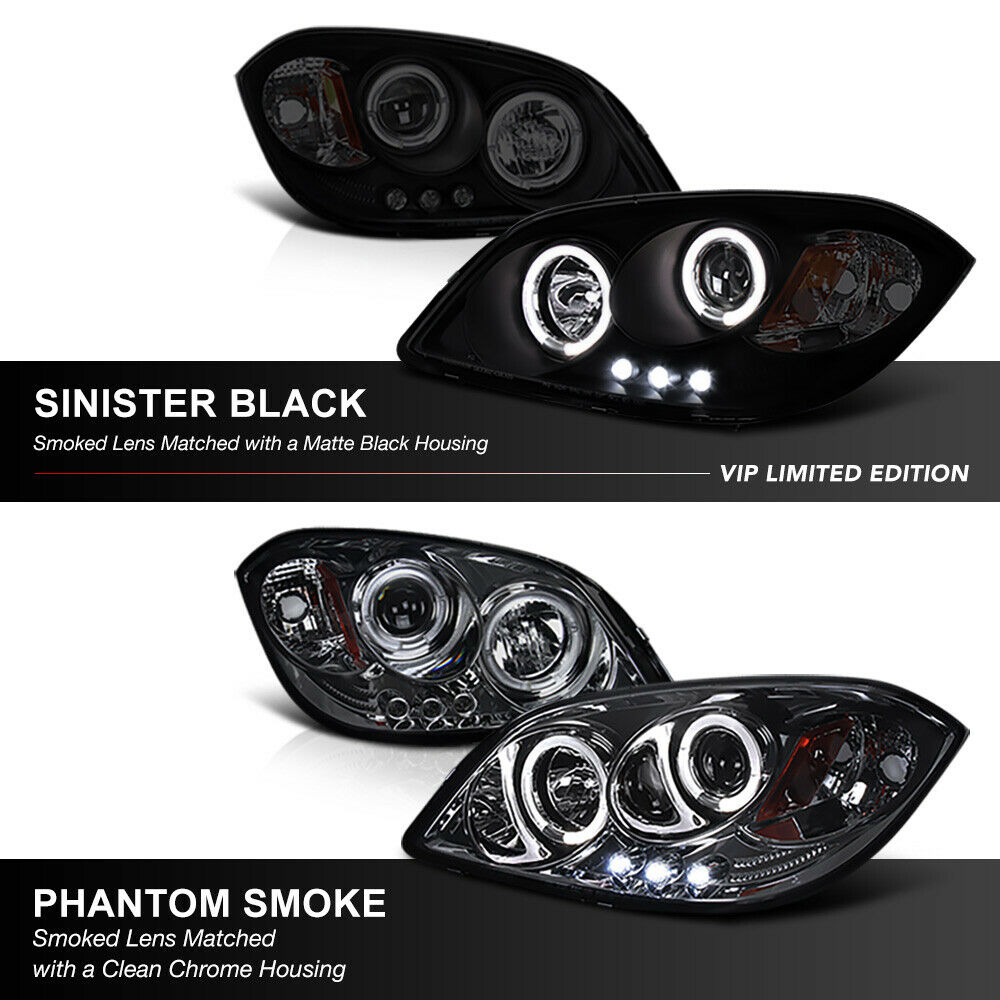 SINISTER BLACK
Smoked Lens Matched with a Matte Black Housing
VIP LIMITED EDITION
PHANTOM SMOKE
Smoked Lens Matched
with a Clean Chrome Housing